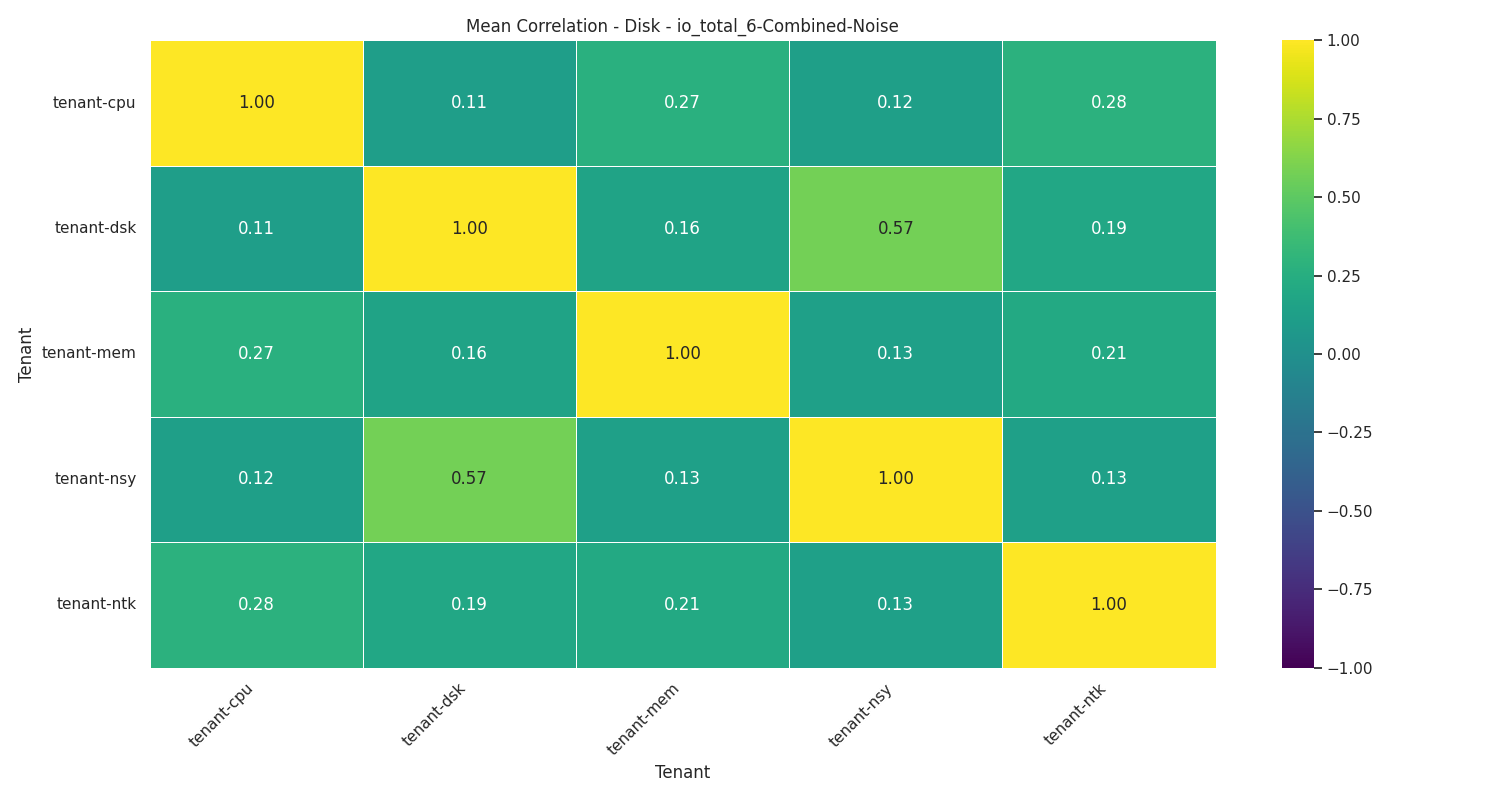 Mean Correlation - Disk - io_total_6-Combined-Noise
tenant-cpu 1.00 0.11 0.27 0.12 0.28
tenant-dsk 0.11 1.00 0.16 0.57 0.19
tenant-mem 0.27 0.16 1.00 0.13 0.21
tenant-nsy 0.12 0.57 0.13 1.00 0.13
tenant-ntk 0.28 0.19 0.21 0.13 1.00
Tenant
tenant-cpu tenant-dsk tenant-mem tenant-nsy tenant-ntk
Tenant
1.00
0.75
0.50
0.25
0.00
−0.25
−0.50
−0.75
−1.00